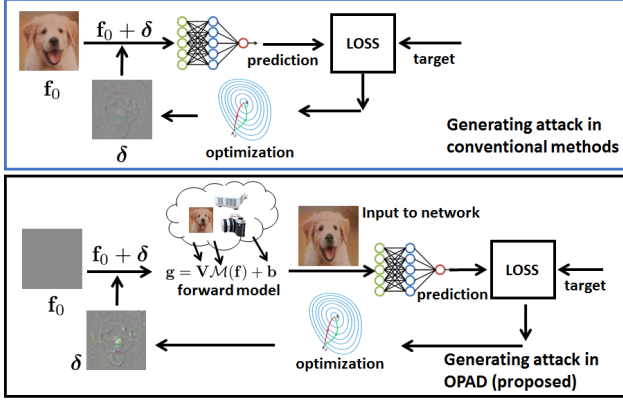 f₀ + δ
f₀
prediction
LOSS
target
δ
optimization
Generating attack in
conventional methods
f₀ + δ
f₀
g = VM(f) + b
forward model
Input to network
prediction
LOSS
target
δ
optimization
Generating attack in
OPAD (proposed)